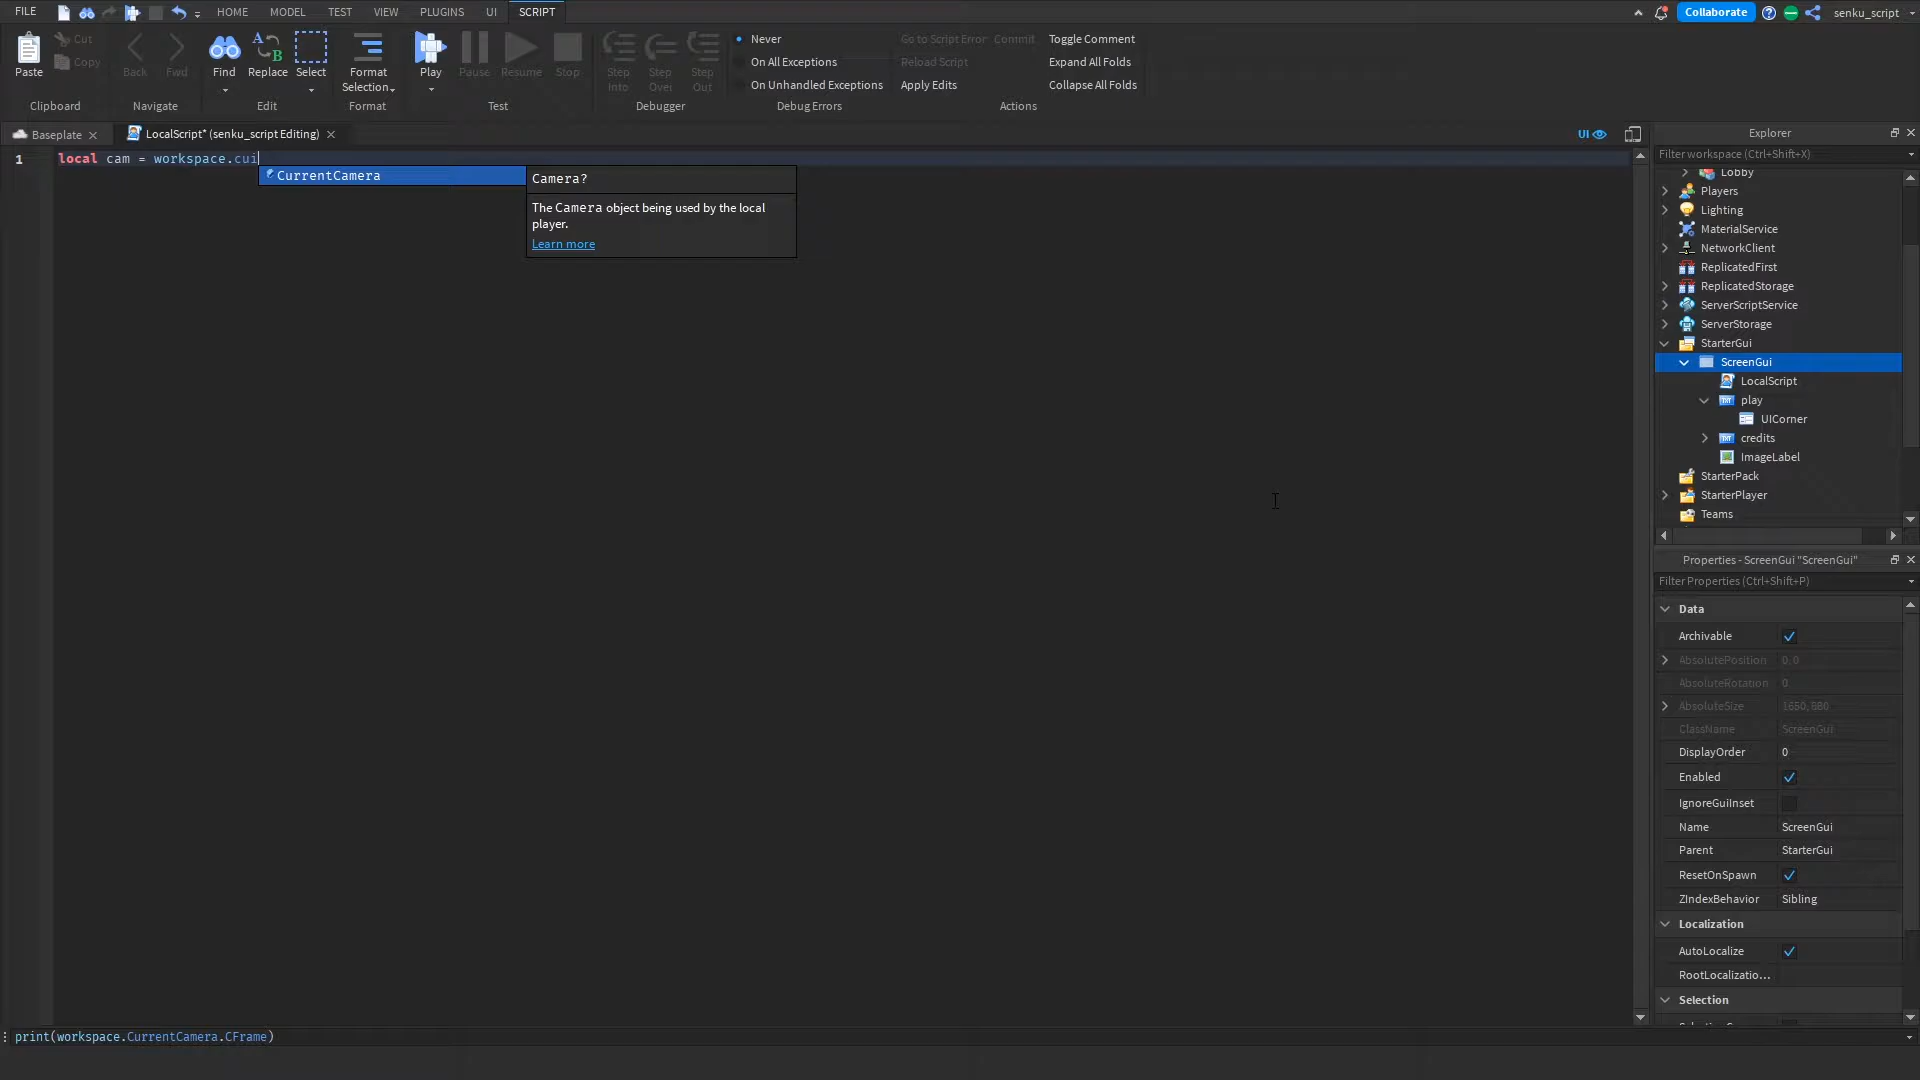 FILE HOME MODEL TEST VIEW PLUGINS UI SCRIPT Collaborate senku_script
Paste Cut Copy
Clipboard
Back Fwd
Navigate
Find Replace Select
Edit
Format
Selection
Format
Play Pause Resume Stop
Test
Step
Into
Step
Over
Step
Out
Debugger
Never
On All Exceptions
On Unhandled Exceptions
Debug Errors
Go to Script Error Commit Toggle Comment
Reload Script Expand All Folds
Apply Edits Collapse All Folds
Actions
Baseplate LocalScript* (senku_script Editing) UI
1 local cam = workspace.cui
CurrentCamera
Camera?
The Camera object being used by the local
player.
Learn more
Explorer
Filter workspace (Ctrl+Shift+X)
Lobby
Players
Lighting
MaterialService
NetworkClient
ReplicatedFirst
ReplicatedStorage
ServerScriptService
ServerStorage
StarterGui
ScreenGui
LocalScript
play
UICorner
credits
ImageLabel
StarterPack
StarterPlayer
Teams
Properties - ScreenGui "ScreenGui"
Filter Properties (Ctrl+Shift+P)
Data
Archivable
AbsolutePosition 0, 0
AbsoluteRotation 0
AbsoluteSize
ClassName ScreenGui
DisplayOrder 0
Enabled
IgnoreGuiInset
Name ScreenGui
Parent StarterGui
ResetOnSpawn
ZIndexBehavior Sibling
Localization
AutoLocalize
RootLocalizatio...
Selection
print(workspace.CurrentCamera.CFrame)